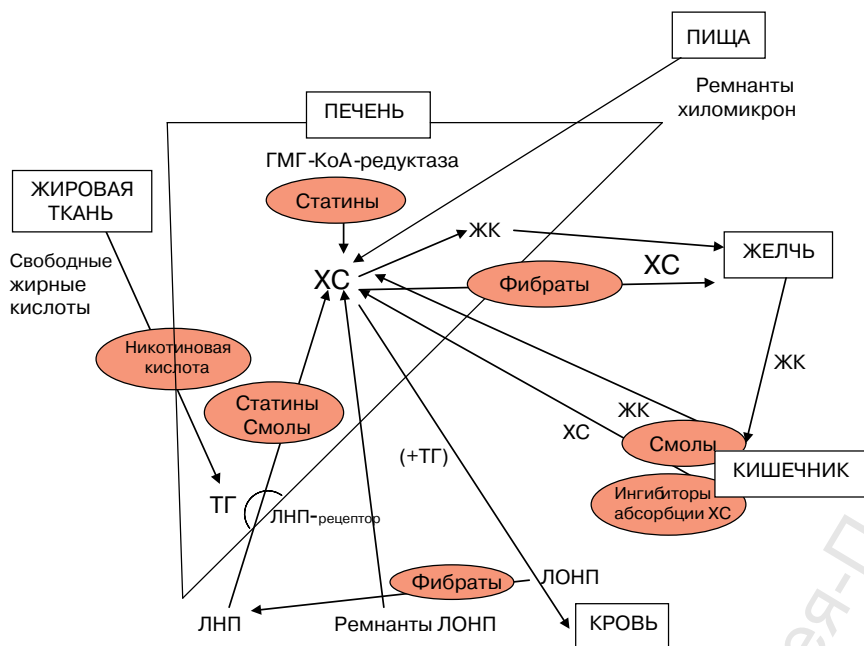 ПИЩА
Ремнанты
хиломикрон
ПЕЧЕНЬ
ГМГ-КоА-редуктаза
Статины
ЖИРОВАЯ
ТКАНЬ
Свободные
жирные
кислоты
ЖК
ЖЕЛЧЬ
ХС
ХС
Фибраты
Никотиновая
кислота
Статины
Смолы
ЖК
ЖК
ХС
Смолы
КИШЕЧНИК
(+ТГ)
Ингибиторы
абсорбции ХС
ТГ
ЛНП-рецептор
Фибраты
ЛОНП
ЛНП
Ремнанты ЛОНП
КРОВЬ